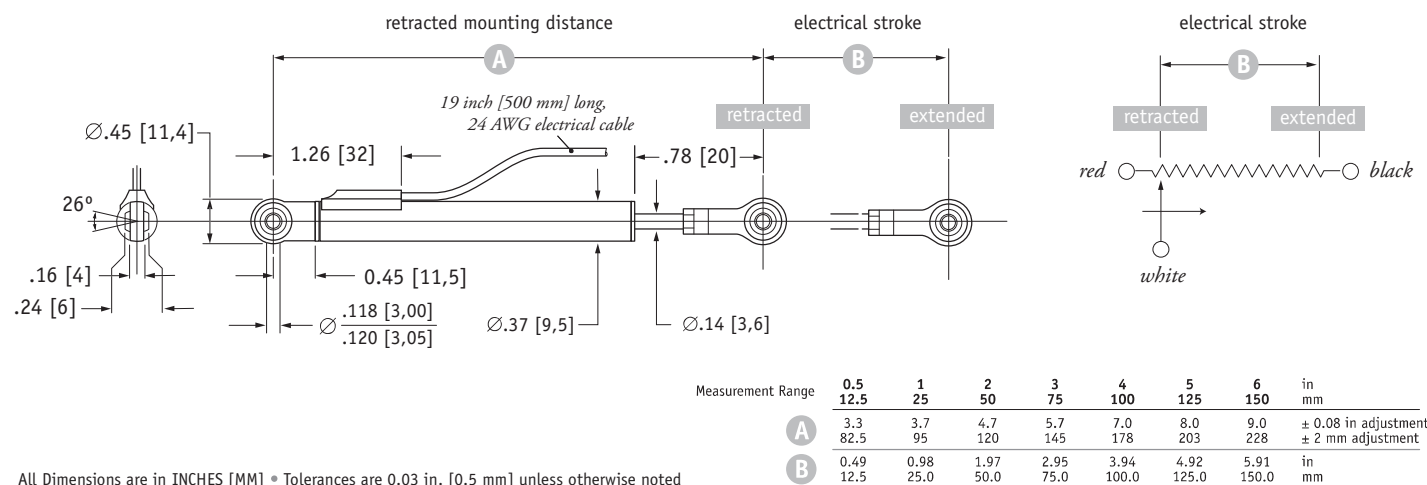 retracted mounting distance
electrical stroke
electrical stroke
A
B
B
19 inch [500 mm] long,
24 AWG electrical cable
retracted
extended
retracted
extended
∅.45 [11,4]
1.26 [32]
.78 [20]
red
black
26º
.16 [4]
0.45 [11,5]
white
.24 [6]
∅ .118 [3,00]
.120 [3,05]
∅.37 [9,5]
∅.14 [3,6]
Measurement Range 0.5 1 2 3 4 5 6 in
12.5 25 50 75 100 125 150 mm
A 3.3 3.7 4.7 5.7 7.0 8.0 9.0 ± 0.08 in adjustment
82.5 95 120 145 178 203 228 ± 2 mm adjustment
B 0.49 0.98 1.97 2.95 3.94 4.92 5.91 in
12.5 25.0 50.0 75.0 100.0 125.0 150.0 mm
All Dimensions are in INCHES [MM] • Tolerances are 0.03 in. [0.5 mm] unless otherwise noted